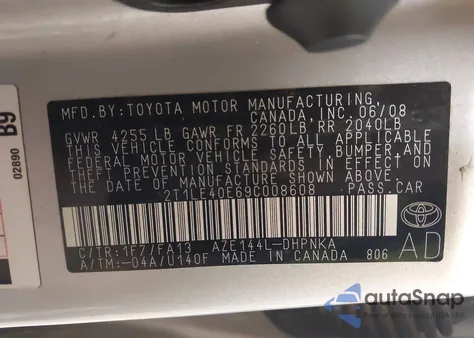 MFD.BY: TOYOTA MOTOR MANUFACTURING,
CANADA, INC. 06/08
GVWR 4255 LB GAWR FR 2260LB RR 2040LB
THIS VEHICLE CONFORMS TO ALL APPLICABLE
FEDERAL MOTOR VEHICLE SAFETY, BUMPER AND
THEFT PREVENTION STANDARDS IN EFFECT ON
THE DATE OF MANUFACTURE SHOWN ABOVE.
2T1LE40E69C008608 PASS.CAR
C/TR:1F7/FA13 AZE144L-DHPNKA
A/TM:-04A/U140F MADE IN CANADA 806
AD
TOYOTA
02890
B9
autoSnap